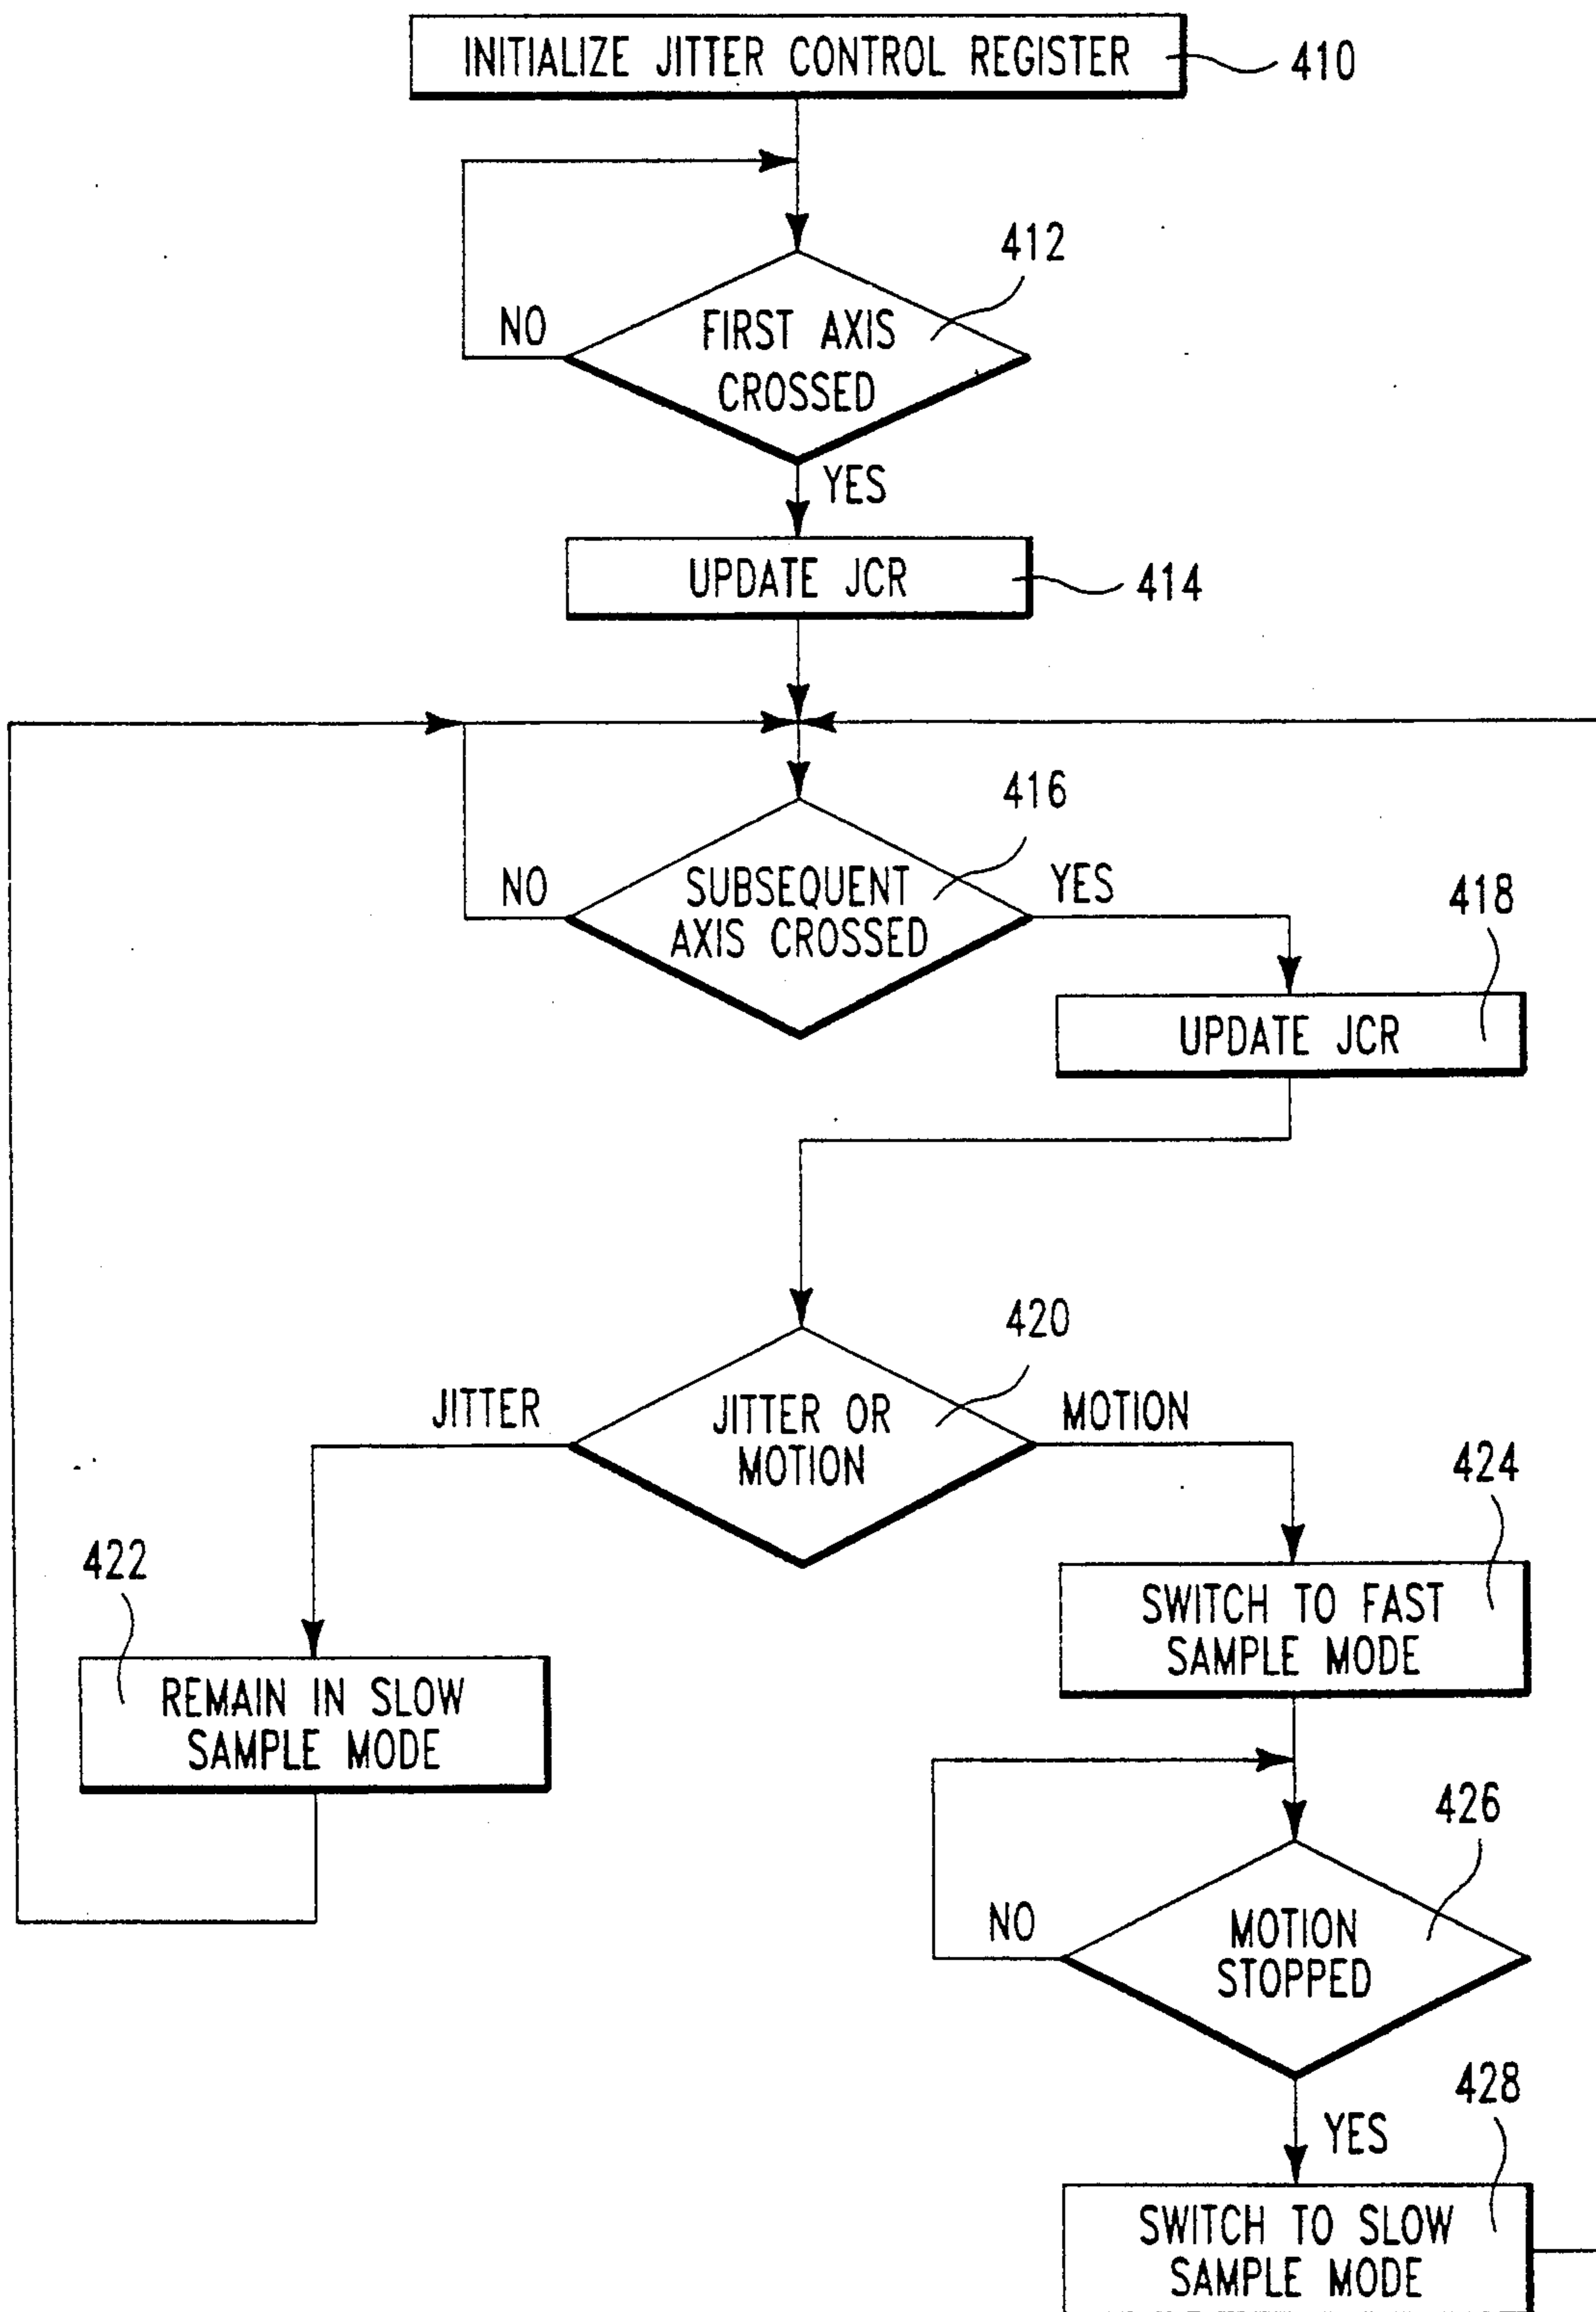 INITIALIZE JITTER CONTROL REGISTER
410
412
FIRST AXIS
CROSSED
NO
YES
UPDATE JCR
414
416
SUBSEQUENT
AXIS CROSSED
NO
YES
418
UPDATE JCR
420
JITTER OR
MOTION
JITTER
MOTION
422
REMAIN IN SLOW
SAMPLE MODE
424
SWITCH TO FAST
SAMPLE MODE
426
MOTION
STOPPED
NO
YES
428
SWITCH TO SLOW
SAMPLE MODE